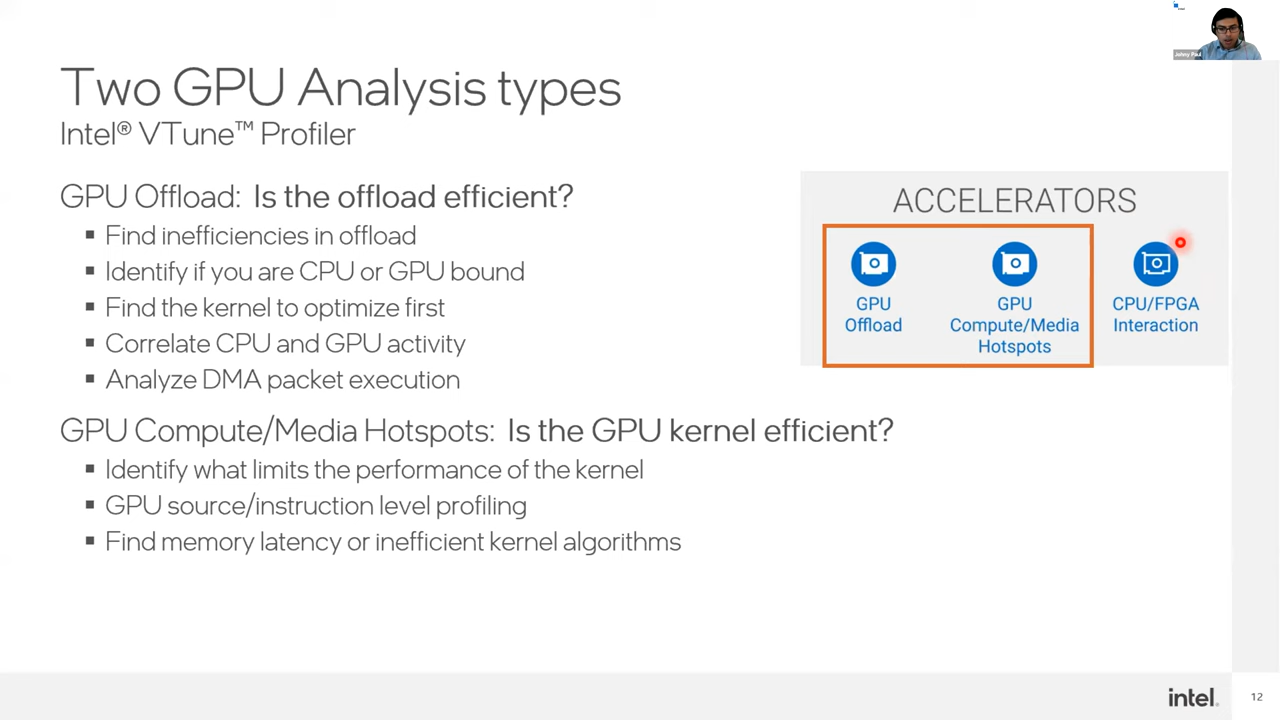 Two GPU Analysis types
Intel® VTune™ Profiler
GPU Offload: Is the offload efficient?
▪ Find inefficiencies in offload
▪ Identify if you are CPU or GPU bound
▪ Find the kernel to optimize first
▪ Correlate CPU and GPU activity
▪ Analyze DMA packet execution
GPU Compute/Media Hotspots: Is the GPU kernel efficient?
▪ Identify what limits the performance of the kernel
▪ GPU source/instruction level profiling
▪ Find memory latency or inefficient kernel algorithms
ACCELERATORS
GPU
Offload
GPU
Compute/Media
Hotspots
CPU/FPGA
Interaction
Johny Paul
intel.
12